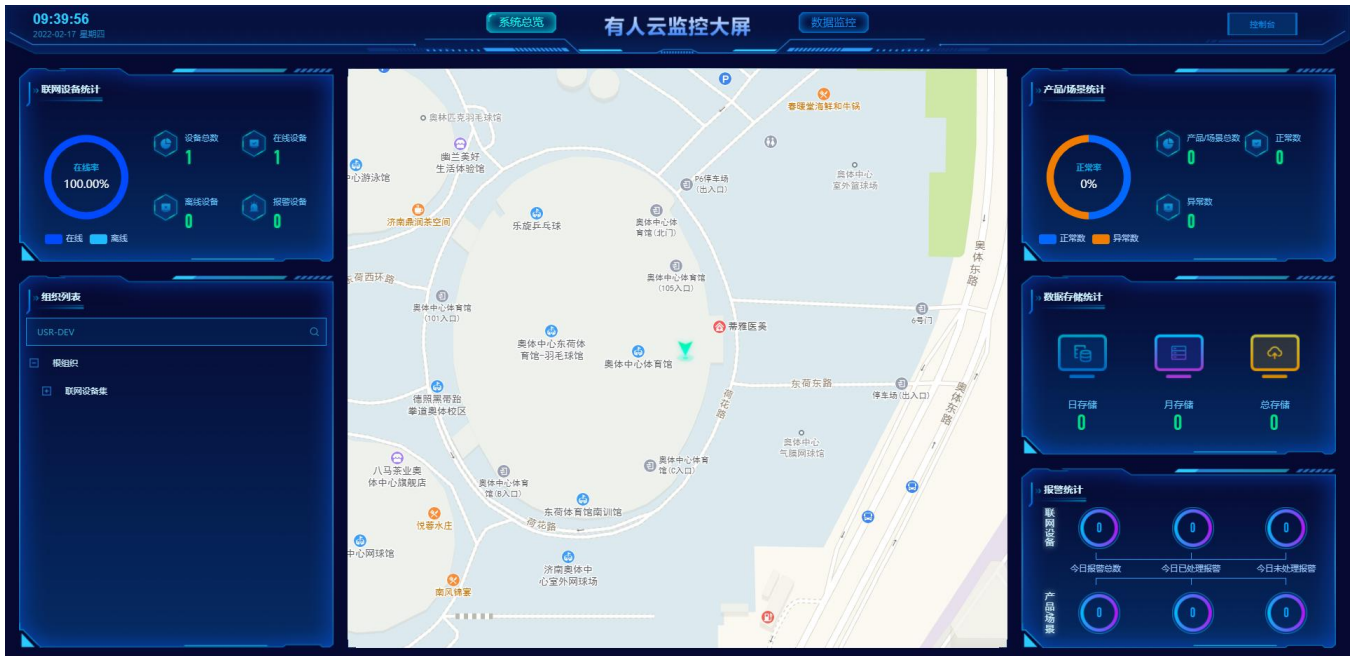 09:39:56
2022-02-17 星期四
系统总览
有人云监控大屏
数据监控
控制台
联网设备统计
在线率
100.00%
设备总数
1
在线设备
1
离线设备
0
报警设备
0
在线
离线
组织列表
USR-DEV
根组织
联网设备集
奥林匹克羽毛球馆
幽兰美好
生活体验馆
中心游泳馆
济南鼎润茶空间
乐旋乒乓球
奥体中心体
育馆(北门)
P6停车场
(出入口)
春暖堂海鲜和牛锅
奥体中心
室外篮球场
奥体东路
东荷西环路
奥体中心体育馆
(105入口)
奥体中心体育馆
(101入口)
6号门
蒂雅医美
奥体中心东荷体
育馆-羽毛球馆
奥体中心体育馆
德照黑带跆
拳道奥体校区
荷花路
东荷东路
停车场(出入口)
奥体东路
奥体中心
气膜网球馆
八马茶业奥
体中心旗舰店
奥体中心体育
馆(B入口)
奥体中心体育
馆(C入口)
东荷体育馆南训馆
悦蓉水庄
荷花路
中心网球馆
济南奥体中
心室外网球场
南风锦宴
产品/场景统计
正常率
0%
产品/场景总数
0
正常数
0
异常数
0
正常数
异常数
数据存储统计
日存储
0
月存储
0
总存储
0
报警统计
联网设备
0
0
0
今日报警总数
今日已处理报警
今日未处理报警
产品/场景
0
0
0